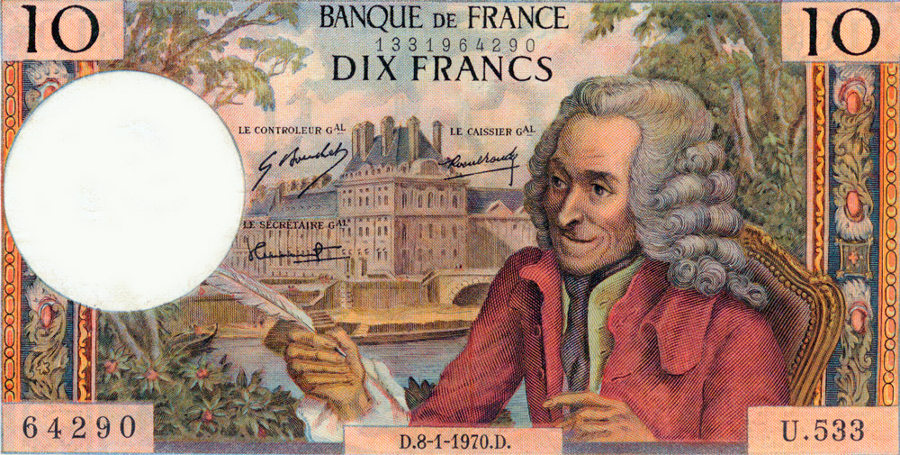 10
BANQUE DE FRANCE
10
1331964290
DIX FRANCS
LE CONTROLEUR GAL
LE CAISSIER GAL
LE SECRÉTAIRE GAL
64290
D.8-1-1970.D.
U.533